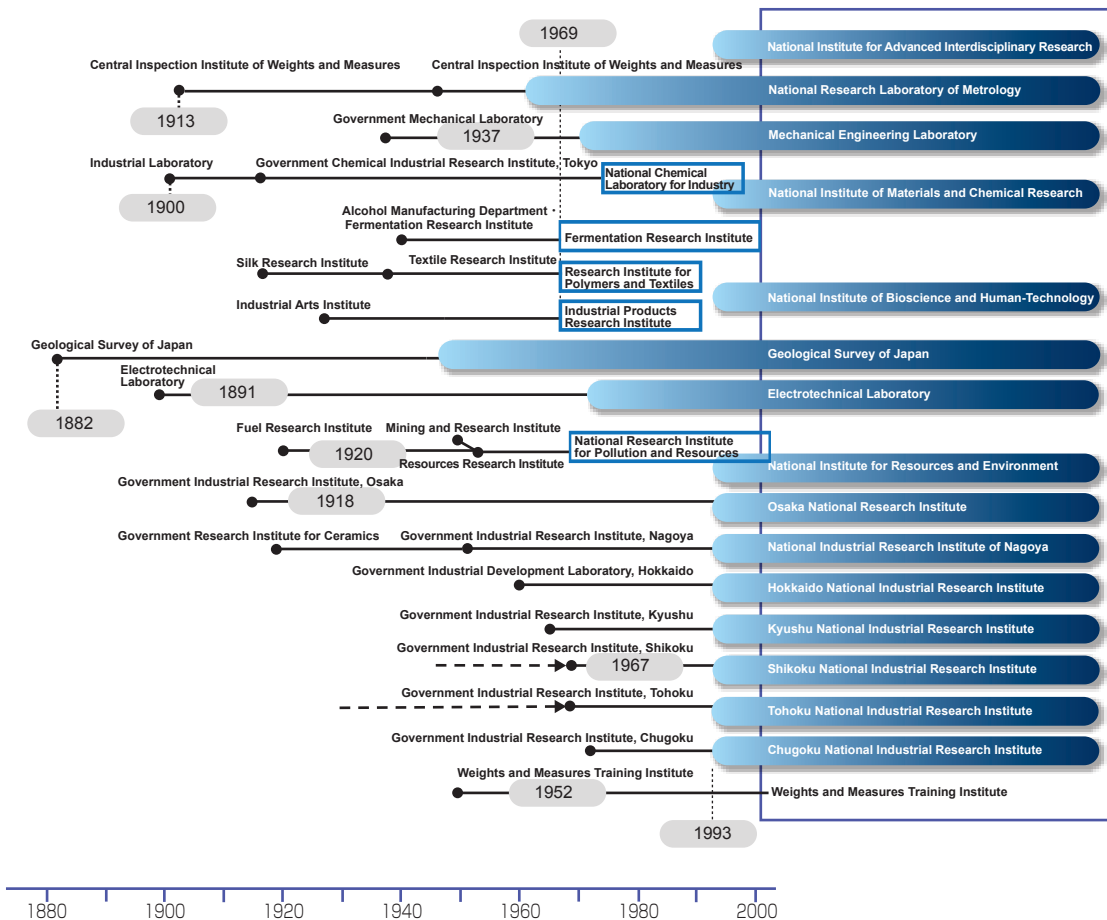 1969
National Institute for Advanced Interdisciplinary Research
Central Inspection Institute of Weights and Measures
Central Inspection Institute of Weights and Measures
National Research Laboratory of Metrology
1913
Government Mechanical Laboratory
1937
Mechanical Engineering Laboratory
Industrial Laboratory
Government Chemical Industrial Research Institute, Tokyo
National Chemical
Laboratory for Industry
National Institute of Materials and Chemical Research
1900
Alcohol Manufacturing Department・
Fermentation Research Institute
Fermentation Research Institute
Silk Research Institute
Textile Research Institute
Research Institute for
Polymers and Textiles
National Institute of Bioscience and Human-Technology
Industrial Arts Institute
Industrial Products
Research Institute
Geological Survey of Japan
Geological Survey of Japan
Electrotechnical
Laboratory
1891
Electrotechnical Laboratory
1882
Fuel Research Institute
Mining and Research Institute
1920
Resources Research Institute
National Research Institute
for Pollution and Resources
National Institute for Resources and Environment
Government Industrial Research Institute, Osaka
1918
Osaka National Research Institute
Government Research Institute for Ceramics
Government Industrial Research Institute, Nagoya
National Industrial Research Institute of Nagoya
Government Industrial Development Laboratory, Hokkaido
Hokkaido National Industrial Research Institute
Government Industrial Research Institute, Kyushu
Kyushu National Industrial Research Institute
Government Industrial Research Institute, Shikoku
1967
Shikoku National Industrial Research Institute
Government Industrial Research Institute, Tohoku
Tohoku National Industrial Research Institute
Government Industrial Research Institute, Chugoku
Chugoku National Industrial Research Institute
Weights and Measures Training Institute
1952
Weights and Measures Training Institute
1993
1880 1900 1920 1940 1960 1980 2000